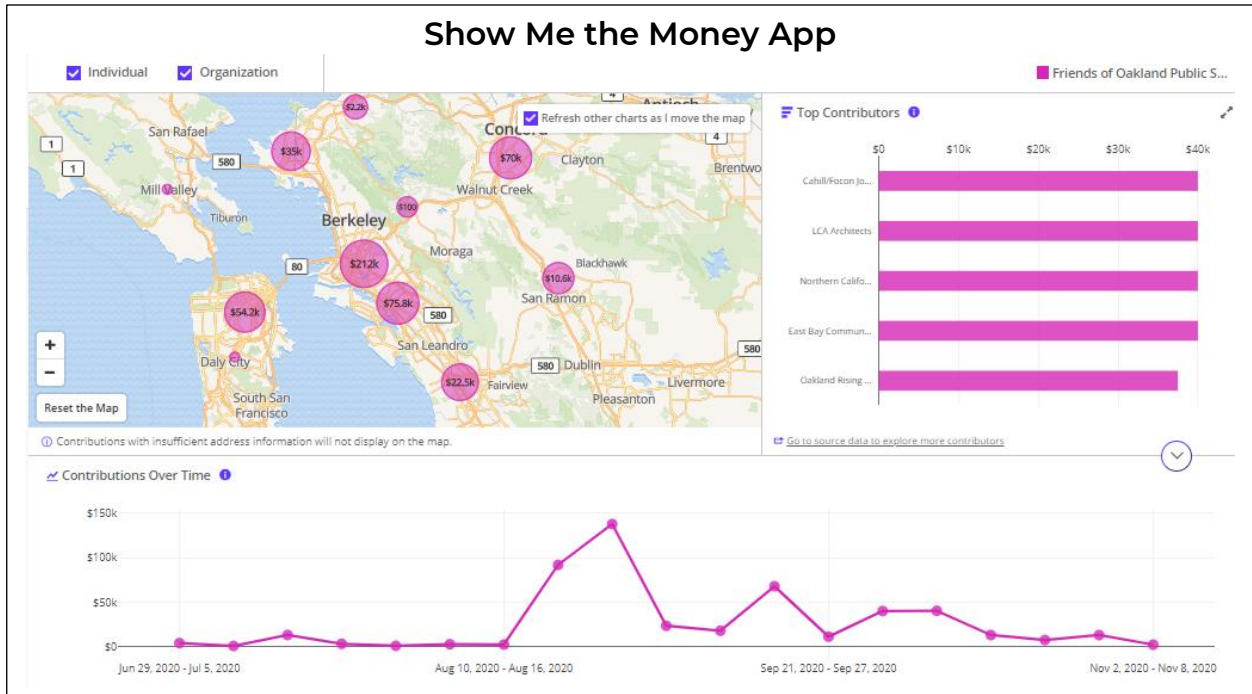 Show Me the Money App
Individual
Organization
Friends of Oakland Public S...
$2.2k
Antioch
Refresh other charts as I move the map
Concord
4
4
San Rafael
1
1
580
$35k
$70k
Clayton
Brentwo
Mill Valley
Walnut Creek
Tiburon
$100
Berkeley
Moraga
80
$212k
Blackhawk
$10.6k
San Ramon
$54.2k
$75.8k
580
San Leandro
580
Daly City
580
Dublin
$22.5k
Fairview
Livermore
Pleasanton
South San
Francisco
+
−
Reset the Map
Contributions with insufficient address information will not display on the map.
Top Contributors
$0
$10k
$20k
$30k
$40k
Cahill/Focon Jo...
LCA Architects
Northern Califo...
East Bay Commun...
Oakland Rising ...
Go to source data to explore more contributors
Contributions Over Time
$150k
$100k
$50k
$0
Jun 29, 2020 - Jul 5, 2020
Aug 10, 2020 - Aug 16, 2020
Sep 21, 2020 - Sep 27, 2020
Nov 2, 2020 - Nov 8, 2020